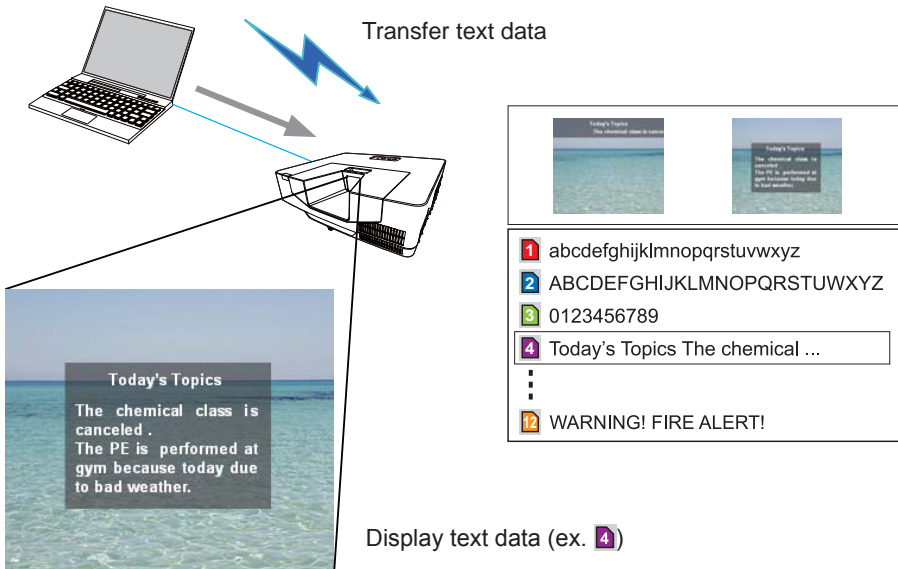 Transfer text data
Today's Topics
The chemical class is cance
Today's Topics
The chemical class is
canceled .
The PE is performed at
gym because today due
to bad weather.
1 abcdefghijklmnopqrstuvwxyz
2 ABCDEFGHIJKLMNOPQRSTUWXYZ
3 0123456789
4 Today's Topics The chemical ...
12 WARNING! FIRE ALERT!
Today's Topics
The chemical class is
canceled .
The PE is performed at
gym because today due
to bad weather.
Display text data (ex. 4)